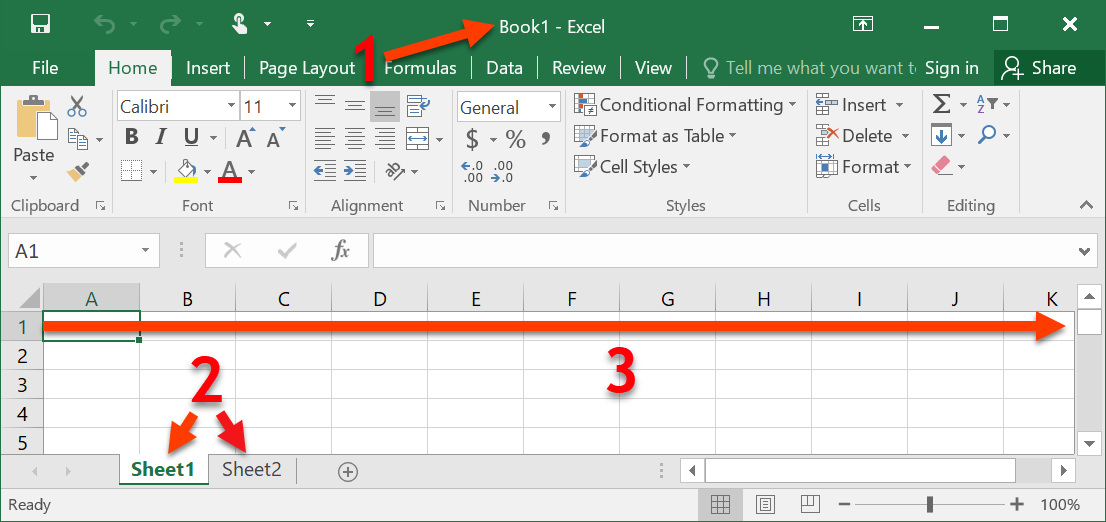 Book1 - Excel
1
File Home Insert Page Layout Formulas Data Review View Tell me what you want to Sign in Share
Calibri 11 General Conditional Formatting Insert Σ A Z
Paste B I U A A $ % , Format as Table Delete
A .0 .00 .00 .0 Cell Styles Format
Clipboard Font Alignment Number Styles Cells Editing
A1 fx
A B C D E F G H I J K
1
2
3
4
5
2
3
Sheet1 Sheet2
Ready 100%